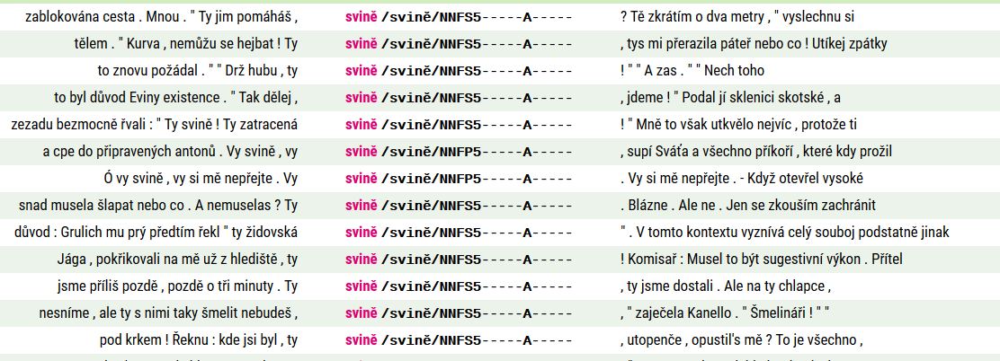 zablokována cesta . Mnou . " Ty jim pomáháš , svině /svině/NNFS5-----A----- ? Tě zkrátím o dva metry , " vyslechnu si
tělem . " Kurva , nemůžu se hejbat ! Ty svině /svině/NNFS5-----A----- , tys mi přerazila páteř nebo co ! Utíkej zpátky
to znovu požádal . " " Drž hubu , ty svině /svině/NNFS5-----A----- ! " " A zas . " " Nech toho
to byl důvod Eviny existence . " Tak dělej , svině /svině/NNFS5-----A----- , jdeme ! " Podal jí sklenici skotské , a
zezadu bezmocně řvali : " Ty svině ! Ty zatracená svině /svině/NNFS5-----A----- ! " Mně to však utkvělo nejvíc , protože ti
a cpe do připravených antonů . Vy svině , vy svině /svině/NNFP5-----A----- , supí Sváťa a všechno příkoří , které kdy prožil
Ó vy svině , vy si mě nepřejte . Vy svině /svině/NNFP5-----A----- . Vy si mě nepřejte . - Když otevřel vysoké
snad musela šlapat nebo co . A nemuselas ? Ty svině /svině/NNFS5-----A----- . Blázne . Ale ne . Jen se zkouším zachránit
důvod : Grulich mu prý předtím řekl " ty židovská svině /svině/NNFS5-----A----- " . V tomto kontextu vyznívá celý souboj podstatně jinak
Jága , pokřikovali na mě už z hlediště , ty svině /svině/NNFS5-----A----- ! Komisař : Musel to být sugestivní výkon . Přítel
jsme příliš pozdě , pozdě o tři minuty . Ty svině /svině/NNFS5-----A----- , ty jsme dostali . Ale na ty chlapce ,
nesníme , ale ty s nimi taky šmelit nebudeš , svině /svině/NNFS5-----A----- , " zaječela Kanello . " Šmelináři ! " "
pod krkem ! Řeknu : kde jsi byl , ty svině /svině/NNFS5-----A----- , utopenče , opustil's mě ? To je všechno ,